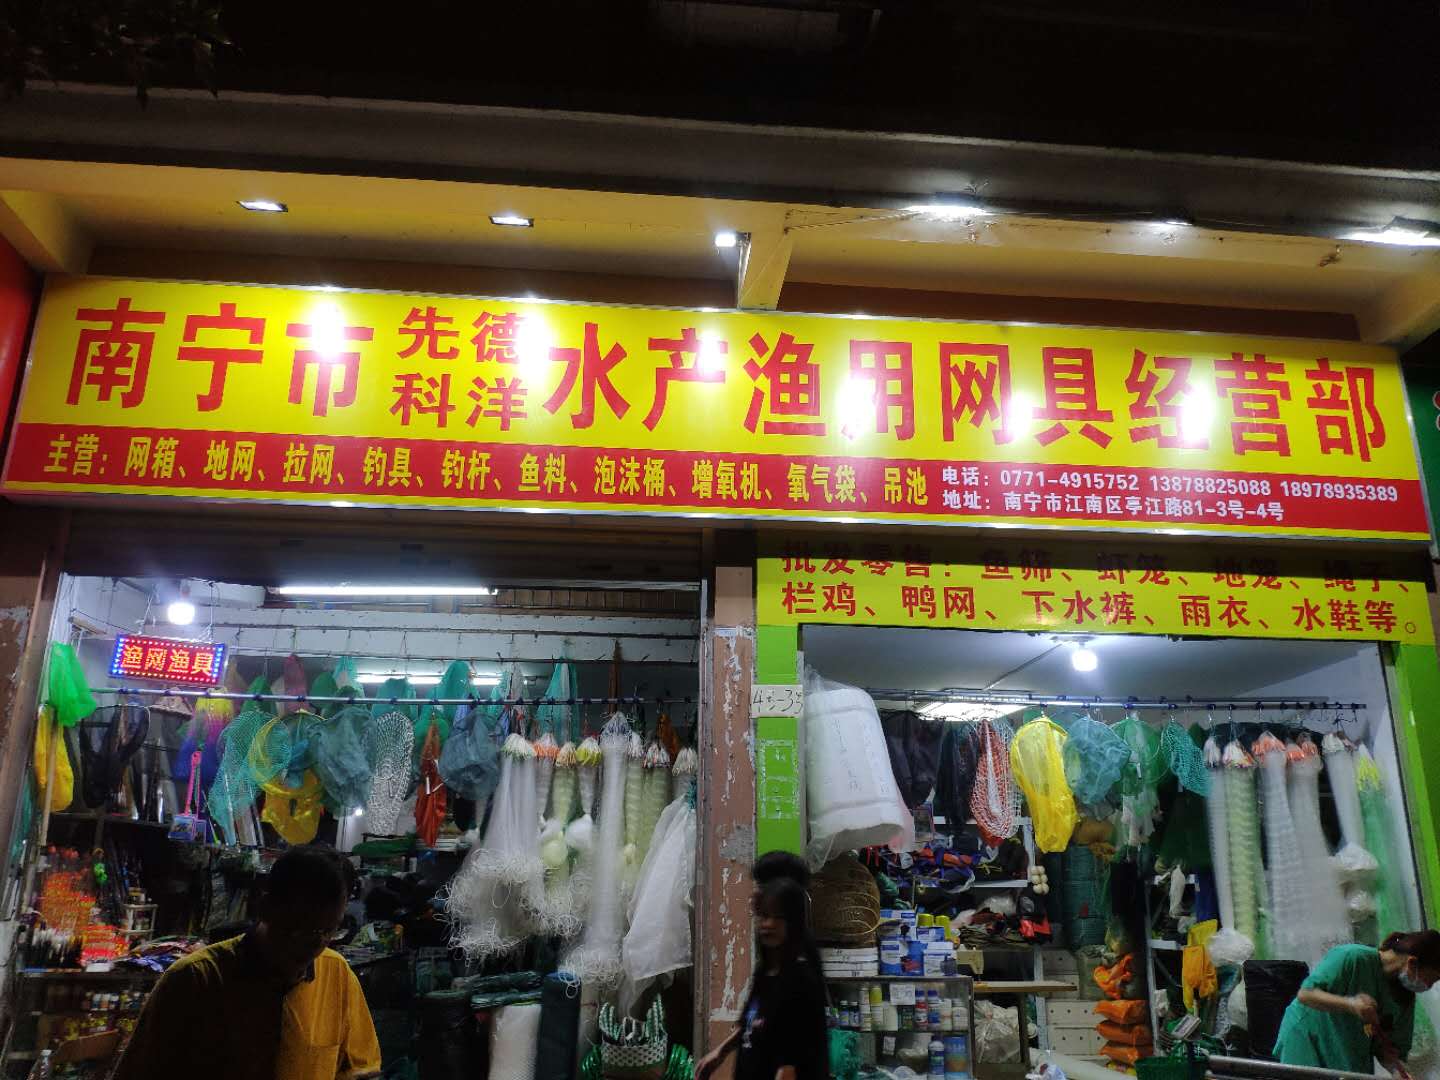 南宁市先德科洋水产渔用网具经营部
主营：网箱、地网、拉网、钓具、钓杆、鱼料、泡沫桶、增氧机、氧气袋、吊池
电话：0771-4915752 13878825088 18978935389
地址：南宁市江南区亭江路81-3号-4号
批发零售：鱼筛、虾笼、地笼、绳子、
栏鸡、鸭网、下水裤、雨衣、水鞋等。
渔网渔具